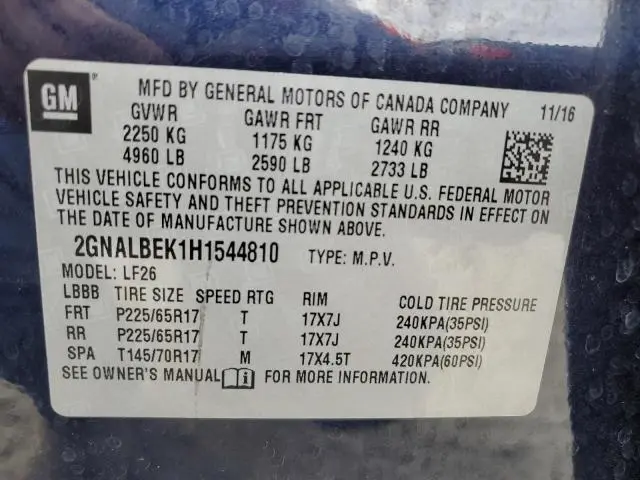 GM ®
MFD BY GENERAL MOTORS OF CANADA COMPANY 11/16
GVWR GAWR FRT GAWR RR
2250 KG 1175 KG 1240 KG
4960 LB 2590 LB 2733 LB
THIS VEHICLE CONFORMS TO ALL APPLICABLE U.S. FEDERAL MOTOR
VEHICLE SAFETY AND THEFT PREVENTION STANDARDS IN EFFECT ON
THE DATE OF MANUFACTURE SHOWN ABOVE.
2GNALBEK1H1544810 TYPE: M.P.V.
MODEL: LF26
LBBB TIRE SIZE SPEED RTG RIM COLD TIRE PRESSURE
FRT P225/65R17 T 17X7J 240KPA(35PSI)
RR P225/65R17 T 17X7J 240KPA(35PSI)
SPA T145/70R17 M 17X4.5T 420KPA(60PSI)
SEE OWNER'S MANUAL i FOR MORE INFORMATION.